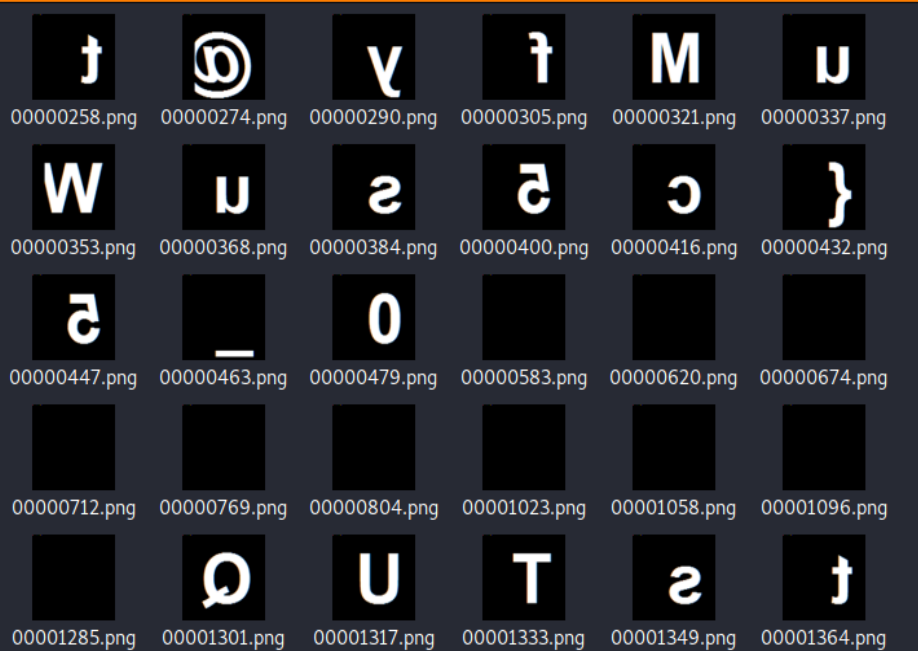 t @ y f M u
00000258.png 00000274.png 00000290.png 00000305.png 00000321.png 00000337.png
W u s 5 c {
00000353.png 00000368.png 00000384.png 00000400.png 00000416.png 00000432.png
5 _ 0
00000447.png 00000463.png 00000479.png 00000583.png 00000620.png 00000674.png
00000712.png 00000769.png 00000804.png 00001023.png 00001058.png 00001096.png
Q U T s t
00001285.png 00001301.png 00001317.png 00001333.png 00001349.png 00001364.png